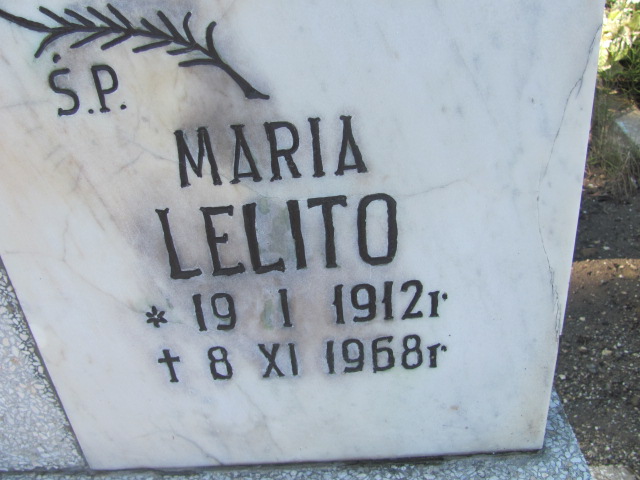 Ś.P.
MARIA
LELITO
* 19 I 1912r
† 8 XI 1968r